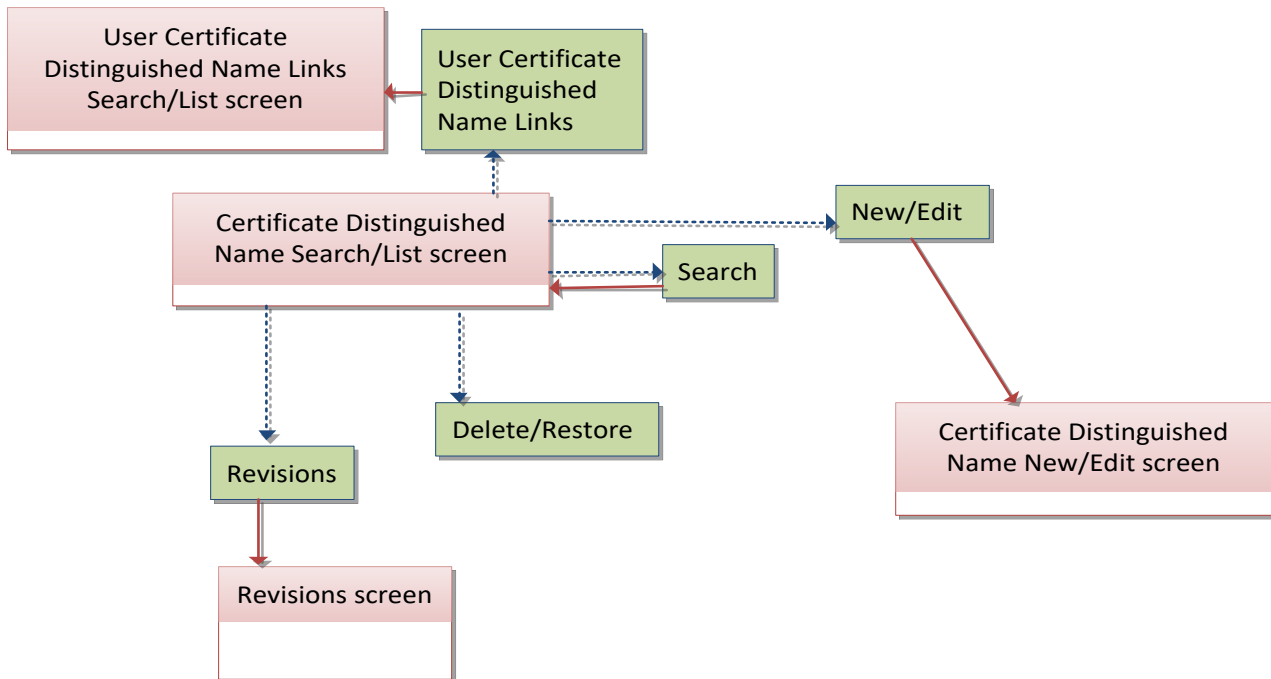 User Certificate
Distinguished Name Links
Search/List screen
User Certificate
Distinguished
Name Links
Certificate Distinguished
Name Search/List screen
New/Edit
Search
Delete/Restore
Certificate Distinguished
Name New/Edit screen
Revisions
Revisions screen